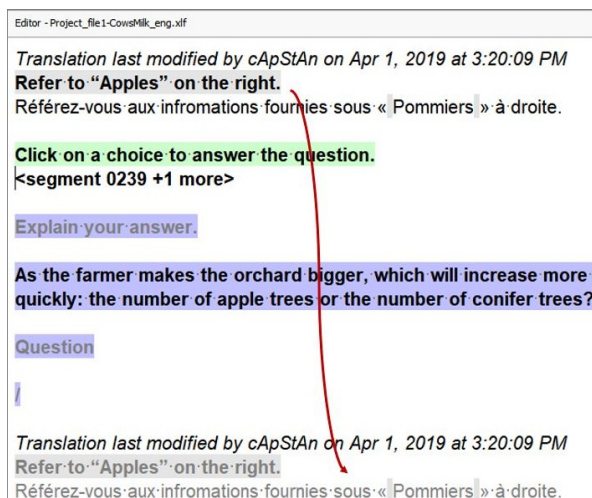 Editor - Project_file1-CowsMilk_eng.xlf
Translation last modified by cApStAn on Apr 1, 2019 at 3:20:09 PM
Refer·to·“Apples”·on·the·right.
Référez-vous·aux·infromations·fournies·sous·« Pommiers »·à·droite.
Click·on·a·choice·to·answer·the·question.
<segment 0239 +1 more>
Explain·your·answer.
As·the·farmer·makes·the·orchard·bigger,·which·will·increase·more·
quickly:·the·number·of·apple·trees·or·the·number·of·conifer·trees?
Question
/
Translation last modified by cApStAn on Apr 1, 2019 at 3:20:09 PM
Refer·to·“Apples”·on·the·right.
Référez-vous·aux·infromations·fournies·sous·« Pommiers »·à·droite.